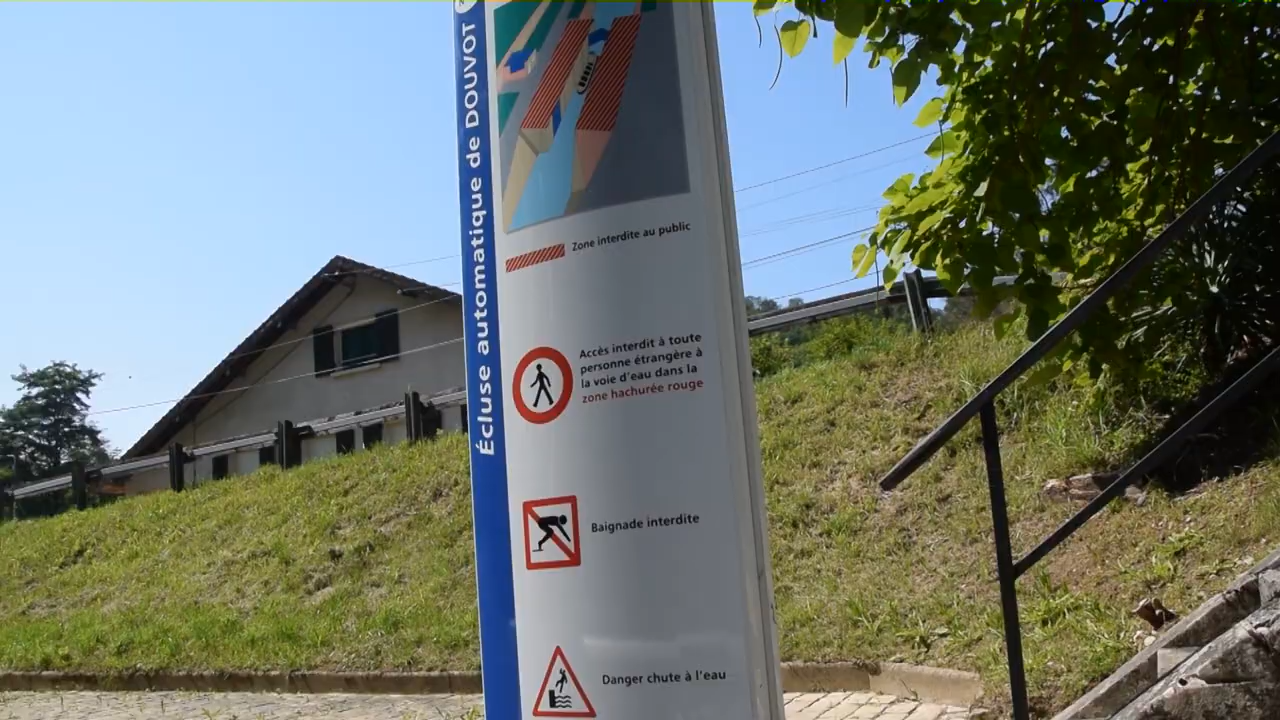 Écluse automatique de DOUVOT
Zone interdite au public
Accès interdit à toute
personne étrangère à
la voie d'eau dans la
zone hachurée rouge
Baignade interdite
Danger chute à l'eau